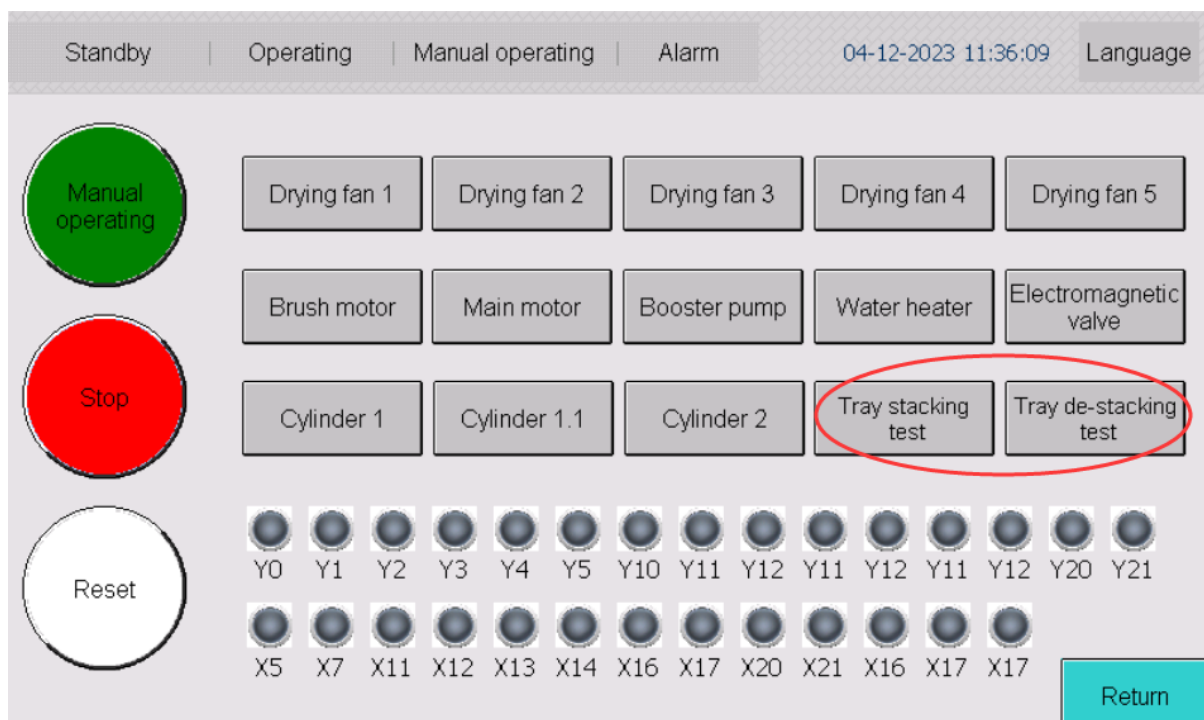 Standby | Operating | Manual operating | Alarm 04-12-2023 11:36:09 Language
Manual
operating
Drying fan 1 Drying fan 2 Drying fan 3 Drying fan 4 Drying fan 5
Brush motor Main motor Booster pump Water heater Electromagnetic
valve
Stop
Cylinder 1 Cylinder 1.1 Cylinder 2 Tray stacking
test Tray de-stacking
test
Y0 Y1 Y2 Y3 Y4 Y5 Y10 Y11 Y12 Y11 Y12 Y11 Y12 Y20 Y21
Reset
X5 X7 X11 X12 X13 X14 X16 X17 X20 X21 X16 X17 X17
Return